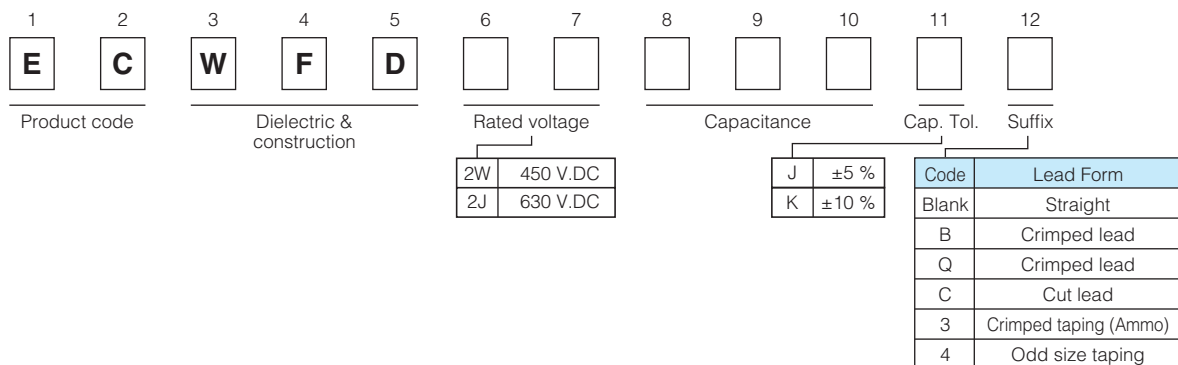 1 2 3 4 5 6 7 8 9 10 11 12
E C W F D
Product code Dielectric & construction Rated voltage Capacitance Cap. Tol. Suffix
2W 450 V.DC
2J 630 V.DC
J ±5 %
K ±10 %
Code Lead Form
Blank Straight
B Crimped lead
Q Crimped lead
C Cut lead
3 Crimped taping (Ammo)
4 Odd size taping